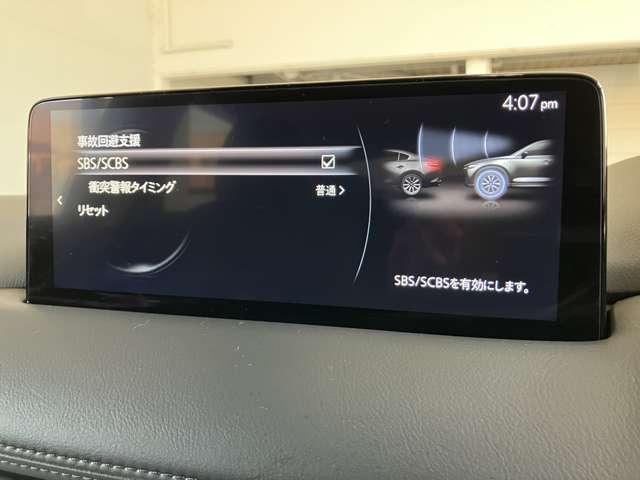 4:07 pm
事故回避支援
SBS/SCBS
衝突警報タイミング 普通
リセット
SBS/SCBSを有効にします。